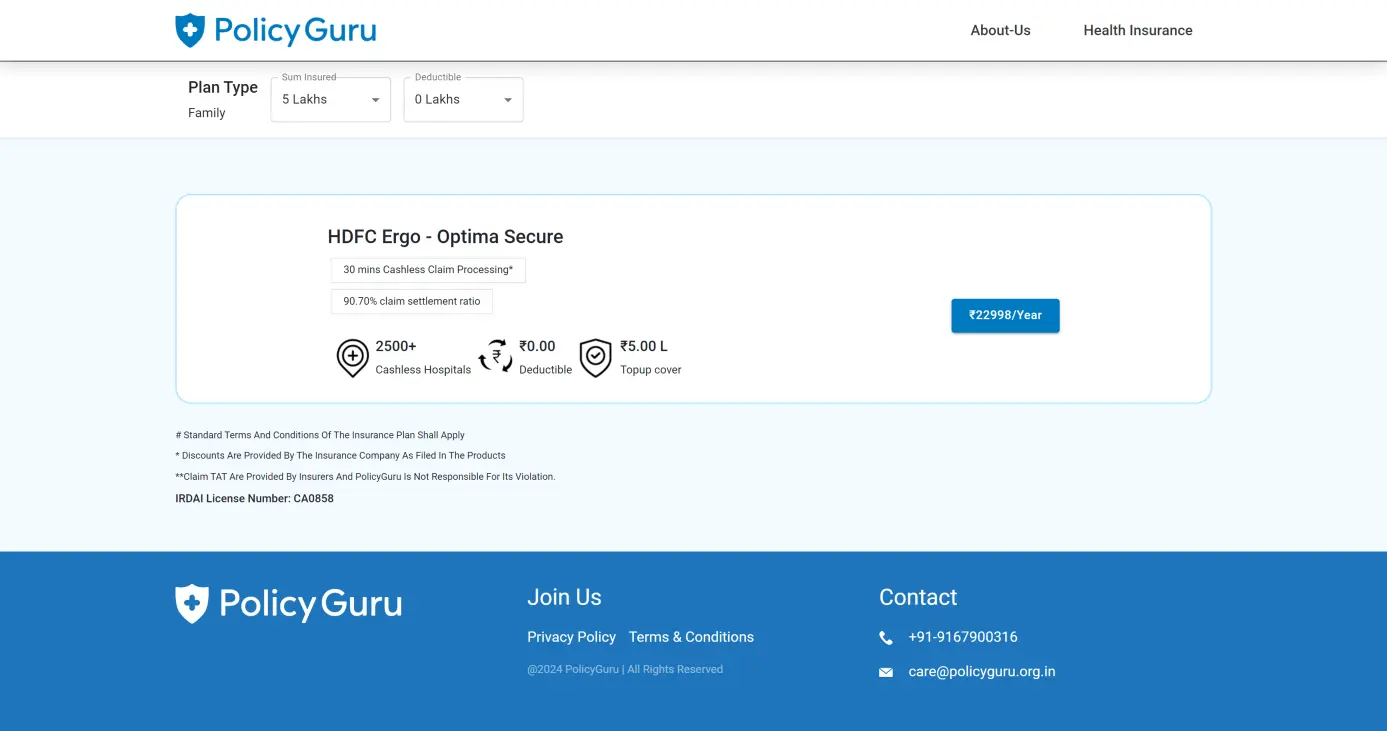 Policy Guru
About-Us
Health Insurance
Plan Type
Family
Sum Insured
5 Lakhs
Deductible
0 Lakhs
HDFC Ergo - Optima Secure
30 mins Cashless Claim Processing*
90.70% claim settlement ratio
2500+
Cashless Hospitals
₹
₹0.00
Deductible
₹5.00 L
Topup cover
₹22998/Year
# Standard Terms And Conditions Of The Insurance Plan Shall Apply
* Discounts Are Provided By The Insurance Company As Filed In The Products
**Claim TAT Are Provided By Insurers And PolicyGuru Is Not Responsible For Its Violation.
IRDAI License Number: CA0858
Policy Guru
Join Us
Privacy Policy Terms & Conditions
@2024 PolicyGuru | All Rights Reserved
Contact
+91-9167900316
care@policyguru.org.in